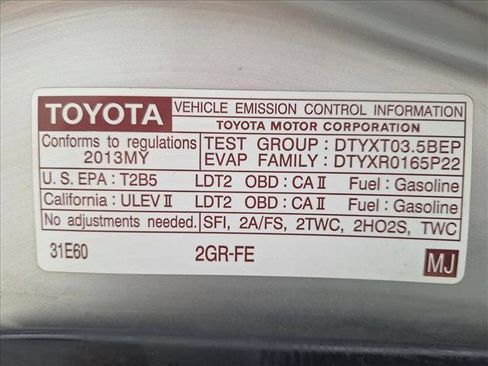 TOYOTA VEHICLE EMISSION CONTROL INFORMATION
TOYOTA MOTOR CORPORATION
Conforms to regulations TEST GROUP : DTYXT03.5BEP
2013MY EVAP FAMILY : DTYXR0165P22
U. S. EPA : T2B5 LDT2 OBD : CA II Fuel : Gasoline
California : ULEV II LDT2 OBD : CA II Fuel : Gasoline
No adjustments needed. SFI, 2A/FS, 2TWC, 2HO2S, TWC
31E60 2GR-FE MJ